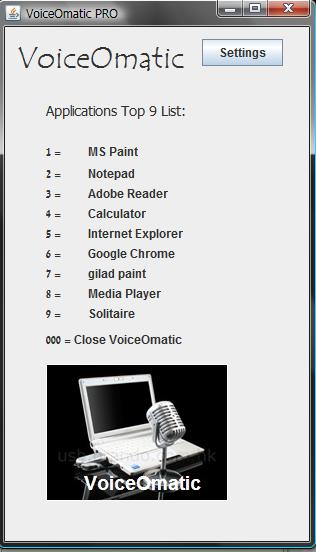 VoiceOmatic PRO
VoiceOmatic
Settings
Applications Top 9 List:
1 = MS Paint
2 = Notepad
3 = Adobe Reader
4 = Calculator
5 = Internet Explorer
6 = Google Chrome
7 = gilad paint
8 = Media Player
9 = Solitaire
000 = Close VoiceOmatic
VoiceOmatic